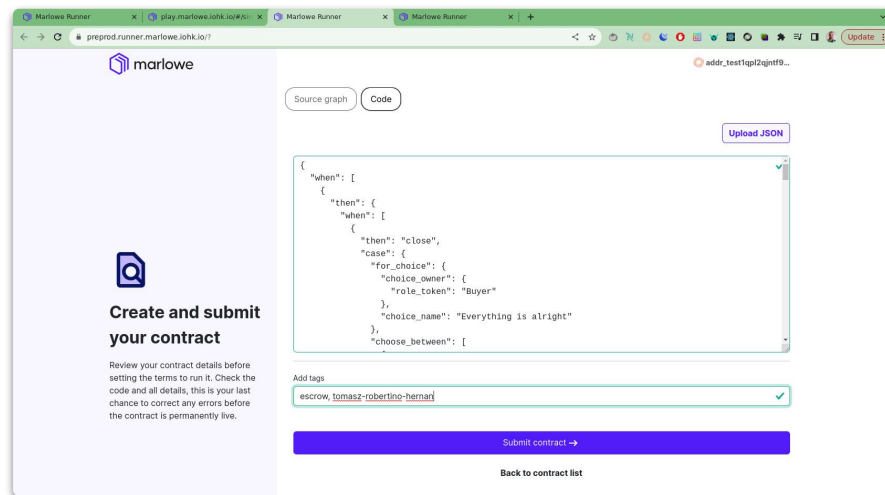 Marlowe Runner
play.marlowe.iohk.io/#/si
Marlowe Runner
Marlowe Runner
preprod.runner.marlowe.iohk.io/?
Update
marlowe
addr_test1qpl2qjntf9...
Source graph
Code
Upload JSON
{
"when": [
{
"then": {
"when": [
{
"then": "close",
"case": {
"for_choice": {
"choice_owner": {
"role_token": "Buyer"
},
"choice_name": "Everything is alright"
},
"choose_between": [
Create and submit
your contract
Review your contract details before
setting the terms to run it. Check the
code and all details, this is your last
chance to correct any errors before
the contract is permanently live.
Add tags
escrow, tomasz-robertino-hernan
Submit contract →
Back to contract list